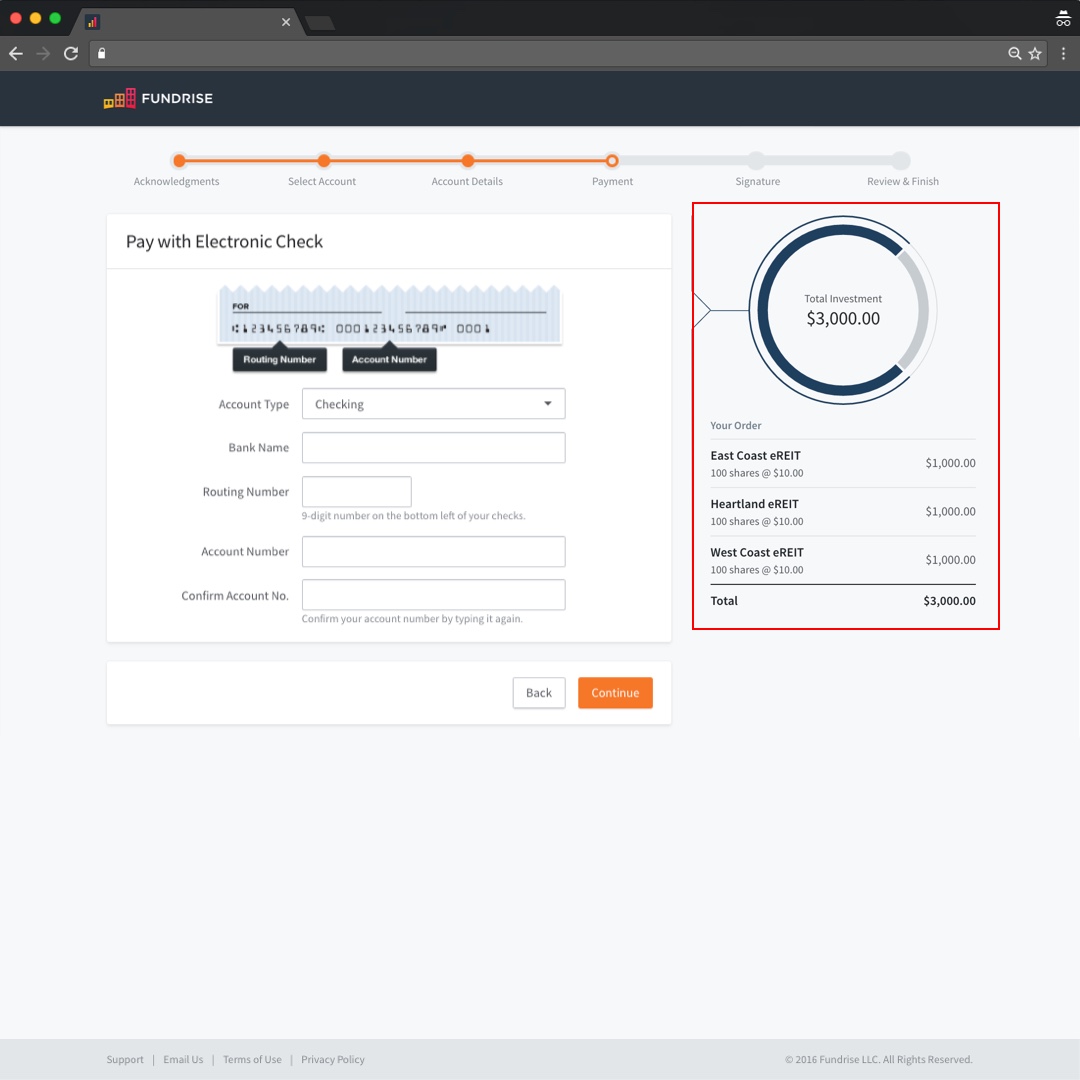 FUNDRISE
Acknowledgments
Select Account
Account Details
Payment
Signature
Review & Finish
Pay with Electronic Check
FOR
⑆123456789⑆ 000123456789⑈ 0001
Routing Number
Account Number
Account Type
Checking
Bank Name
Routing Number
9-digit number on the bottom left of your checks.
Account Number
Confirm Account No.
Confirm your account number by typing it again.
Back
Continue
Total Investment
$3,000.00
Your Order
East Coast eREIT
$1,000.00
100 shares @ $10.00
Heartland eREIT
$1,000.00
100 shares @ $10.00
West Coast eREIT
$1,000.00
100 shares @ $10.00
Total
$3,000.00
Support | Email Us | Terms of Use | Privacy Policy
© 2016 Fundrise LLC. All Rights Reserved.